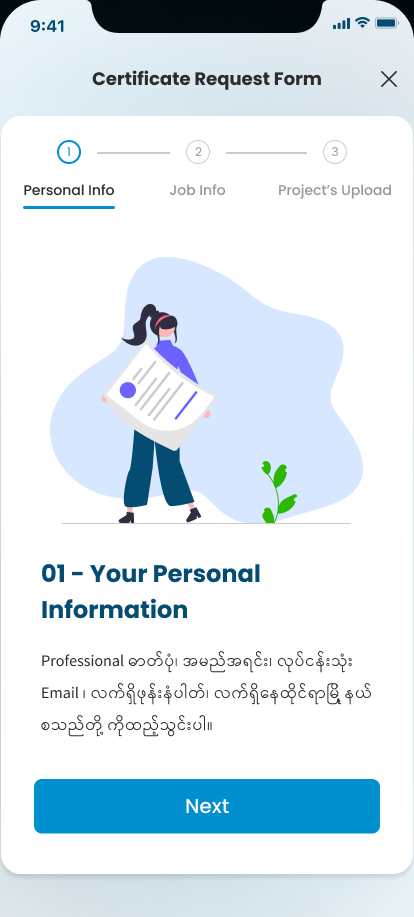 9:41
Certificate Request Form
1
2
3
Personal Info
Job Info
Project's Upload
01 - Your Personal
Information
Professional ဓာတ်ပုံ၊ အမည်အရင်း၊ လုပ်ငန်းသုံး
Email ၊ လက်ရှိဖုန်းနံပါတ်၊ လက်ရှိနေထိုင်ရာမြို့နယ်
စသည်တို့ ကိုထည့်သွင်းပါ။
Next